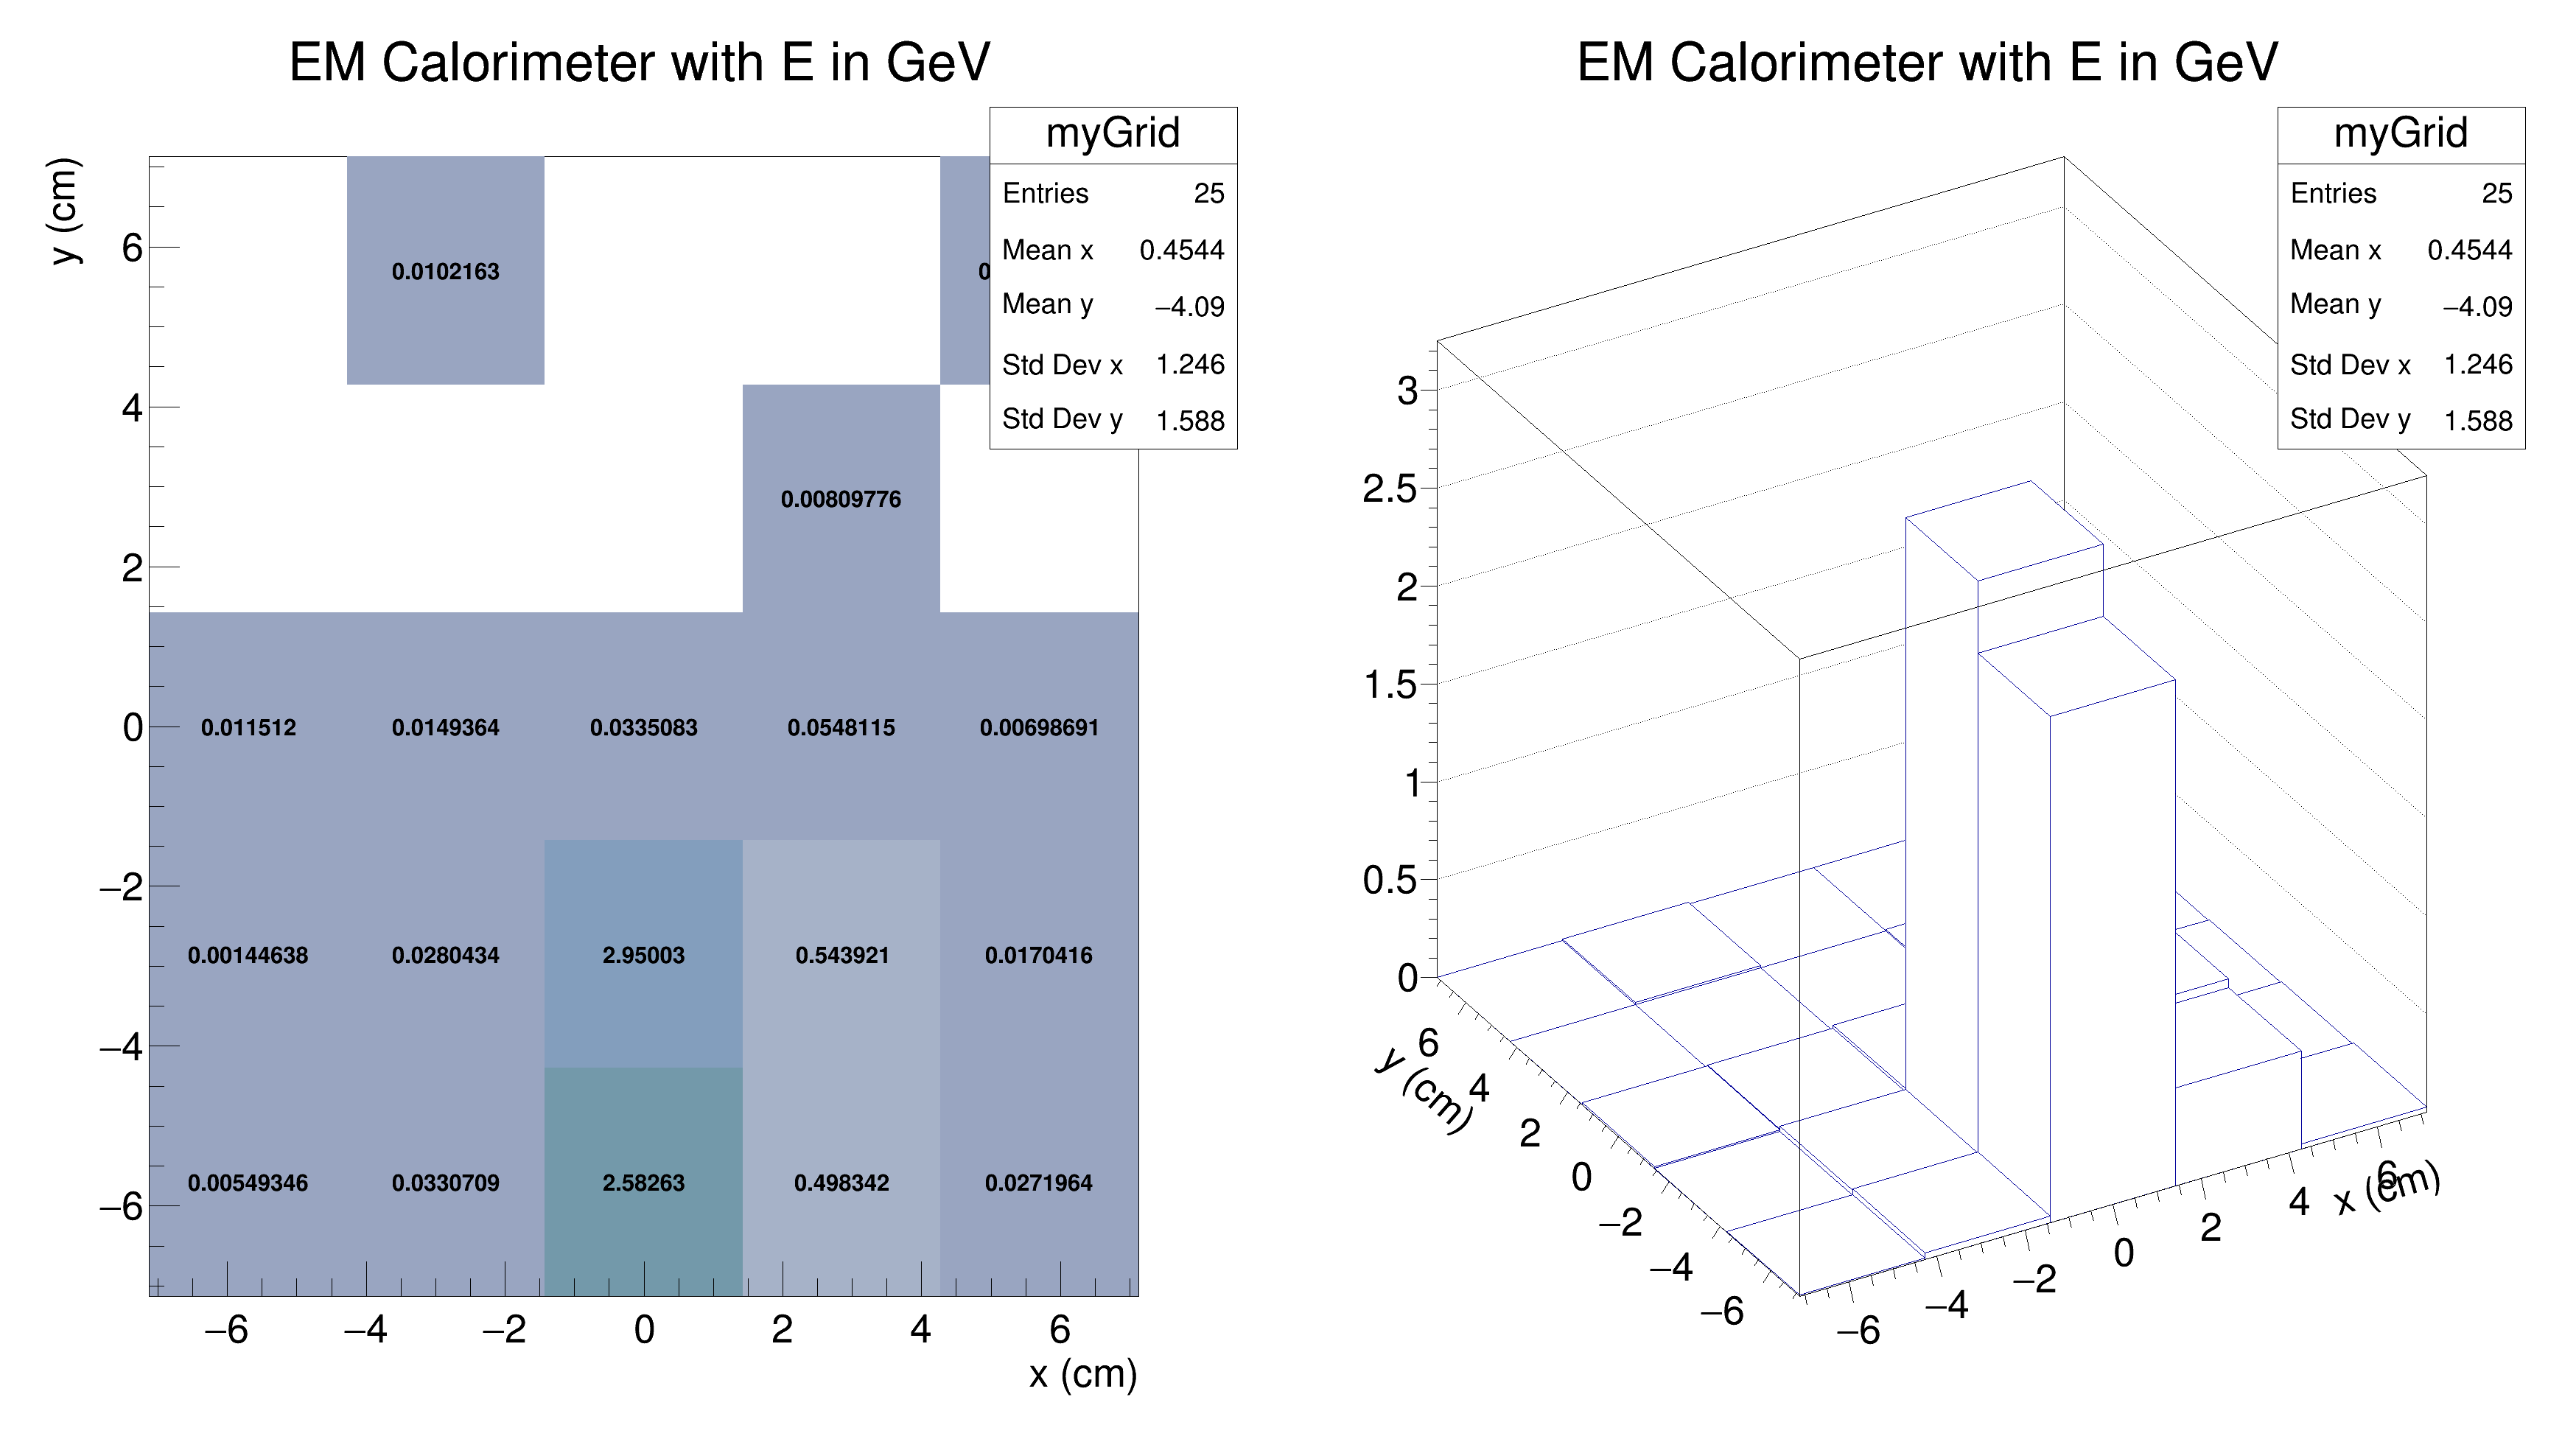 EM Calorimeter with E in GeV
myGrid
Entries 25
Mean x 0.4544
Mean y −4.09
Std Dev x 1.246
Std Dev y 1.588
y (cm)
6
4
2
0
−2
−4
−6
0.0102163
0.00809776
0.011512 0.0149364 0.0335083 0.0548115 0.00698691
0.00144638 0.0280434 2.95003 0.543921 0.0170416
0.00549346 0.0330709 2.58263 0.498342 0.0271964
−6 −4 −2 0 2 4 6
x (cm)
EM Calorimeter with E in GeV
myGrid
Entries 25
Mean x 0.4544
Mean y −4.09
Std Dev x 1.246
Std Dev y 1.588
3
2.5
2
1.5
1
0.5
0
6
4
2
0
−2
−4
−6
y (cm)
−6
−4
−2
0
2
4
6
x (cm)